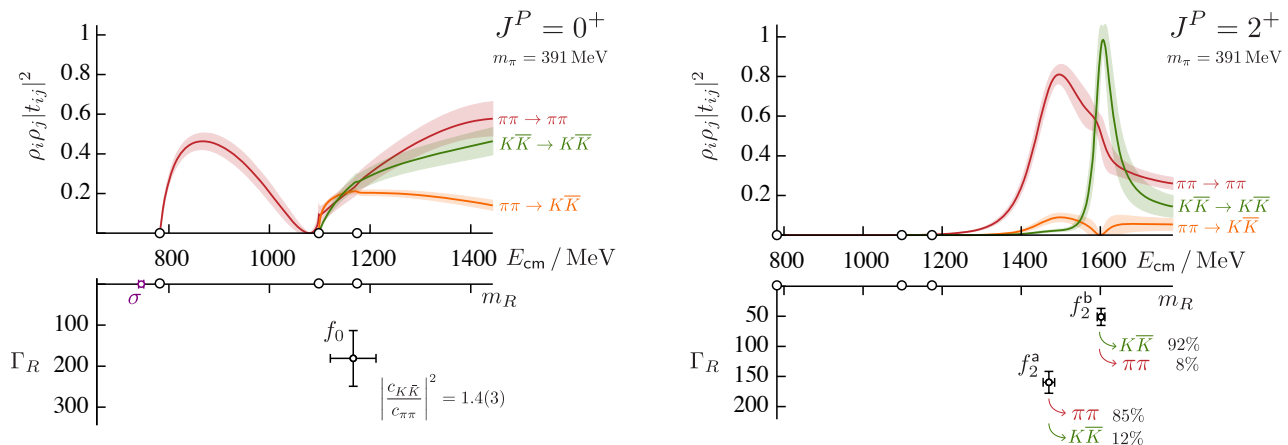 J^P = 0^+
m_π = 391 MeV
ρ_iρ_j|t_ij|^2
1
0.8
0.6
0.4
0.2
ππ → ππ
KK̅ → KK̅
ππ → KK̅
800
1000
1200
1400
E_cm / MeV
σ
m_R
100
200
300
Γ_R
f_0
|c_KK̄ / c_ππ|^2 = 1.4(3)
J^P = 2^+
m_π = 391 MeV
ρ_iρ_j|t_ij|^2
1
0.8
0.6
0.4
0.2
ππ → ππ
KK̅ → KK̅
ππ → KK̅
800
1000
1200
1400
1600
E_cm / MeV
m_R
50
100
150
200
Γ_R
f_2^b
KK̅ 92%
ππ 8%
f_2^a
ππ 85%
KK̅ 12%